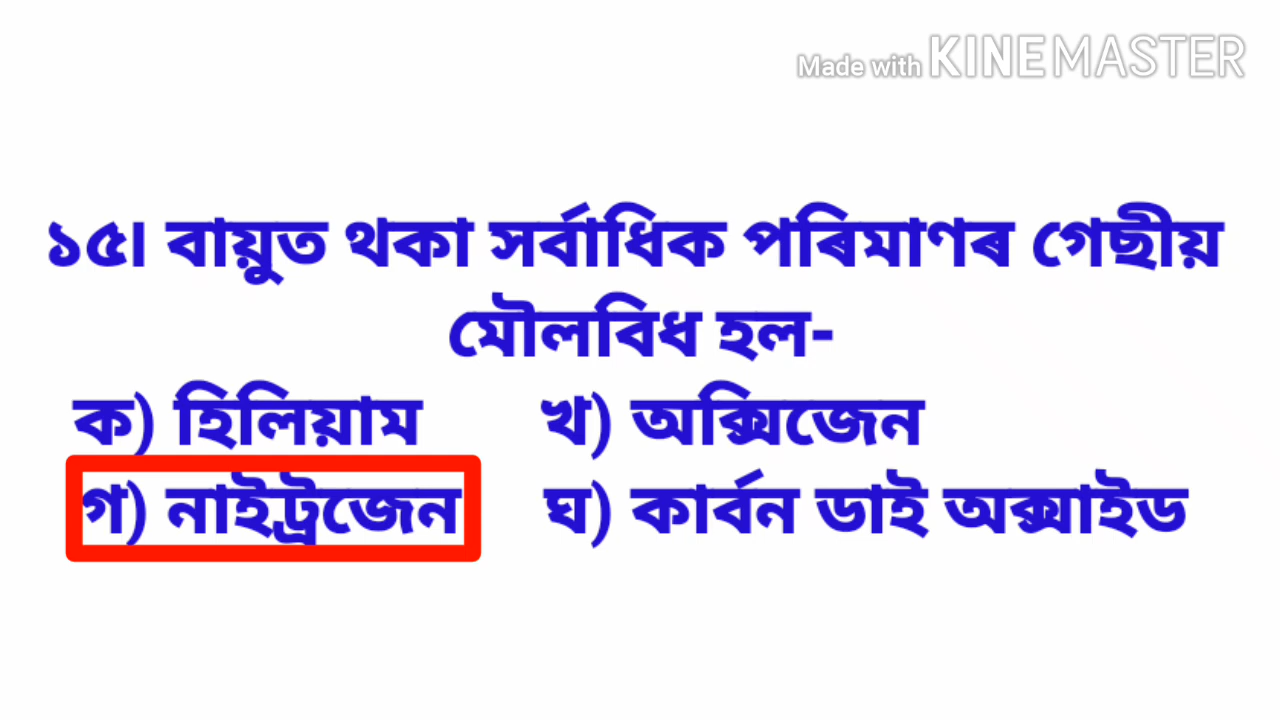 Made with KINEMASTER
১৫। বায়ুত থকা সৰ্বাধিক পৰিমাণৰ গেছীয়
মৌলবিধ হল-
ক) হিলিয়াম খ) অক্সিজেন
গ) নাইট্ৰজেন ঘ) কাৰ্বন ডাই অক্সাইড